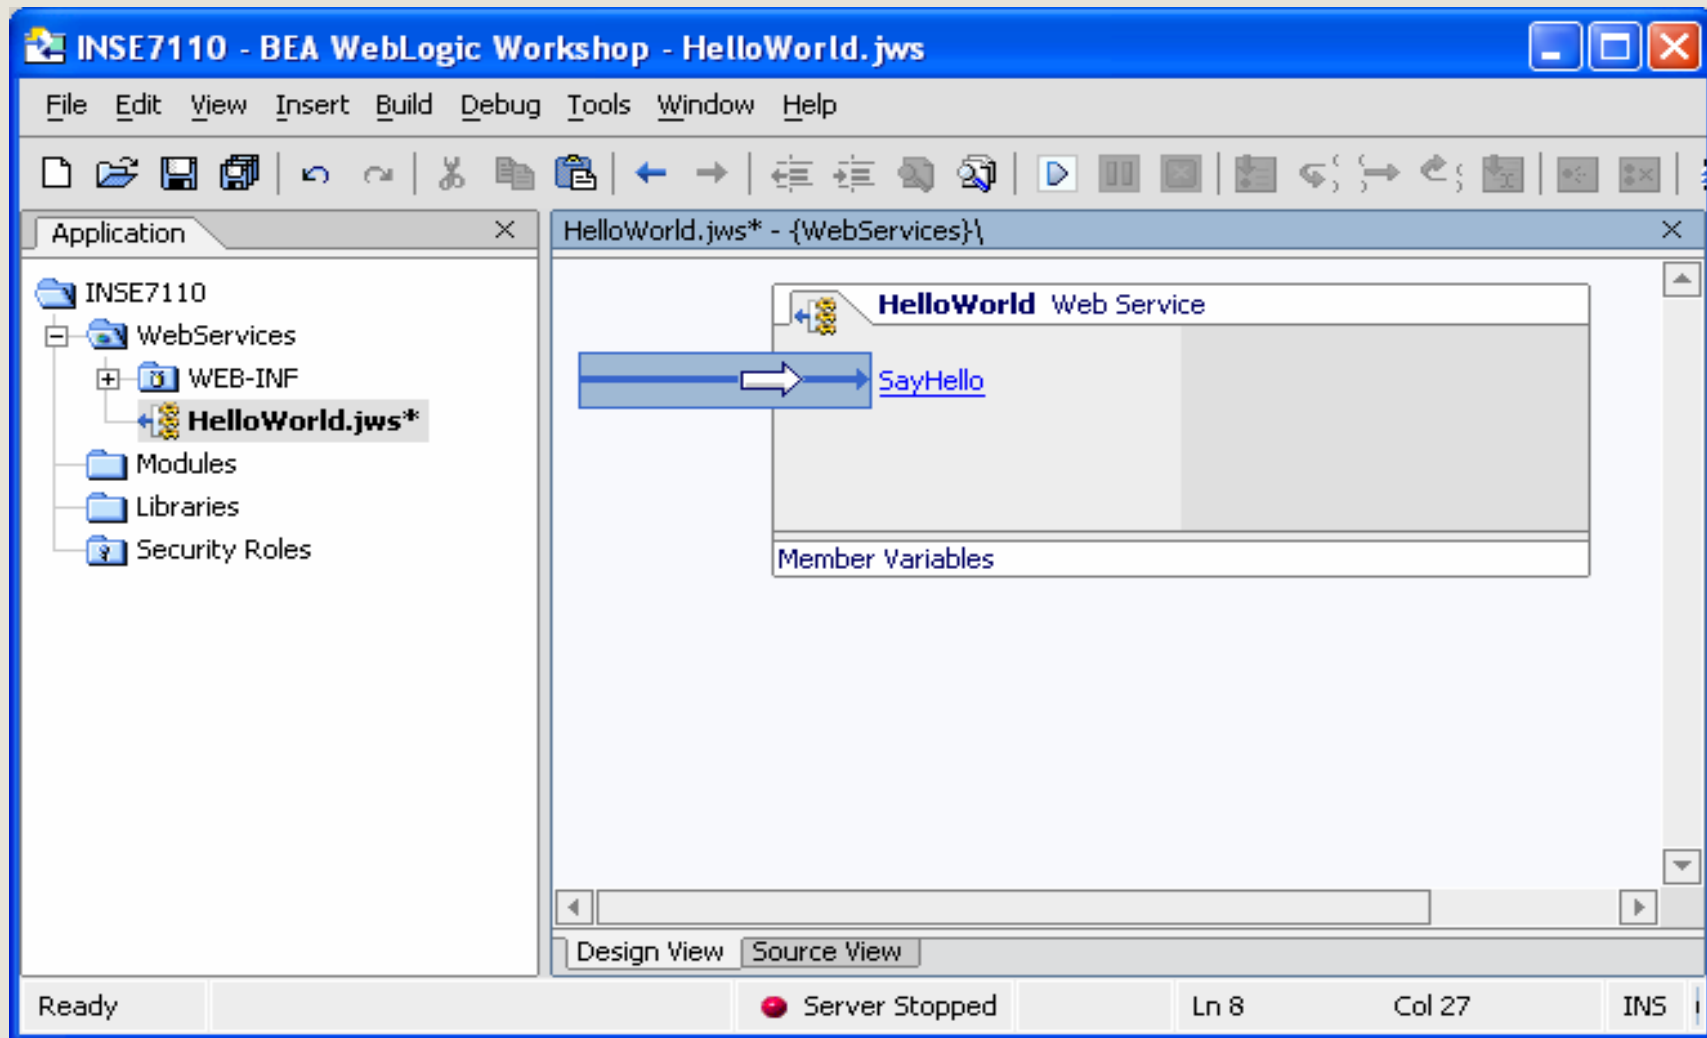 INSE7110 - BEA WebLogic Workshop - HelloWorld.jws
File Edit View Insert Build Debug Tools Window Help
Application
HelloWorld.jws* - {WebServices}\
INSE7110
WebServices
WEB-INF
HelloWorld.jws*
Modules
Libraries
Security Roles
HelloWorld Web Service
SayHello
Member Variables
Design View Source View
Ready Server Stopped Ln 8 Col 27 INS